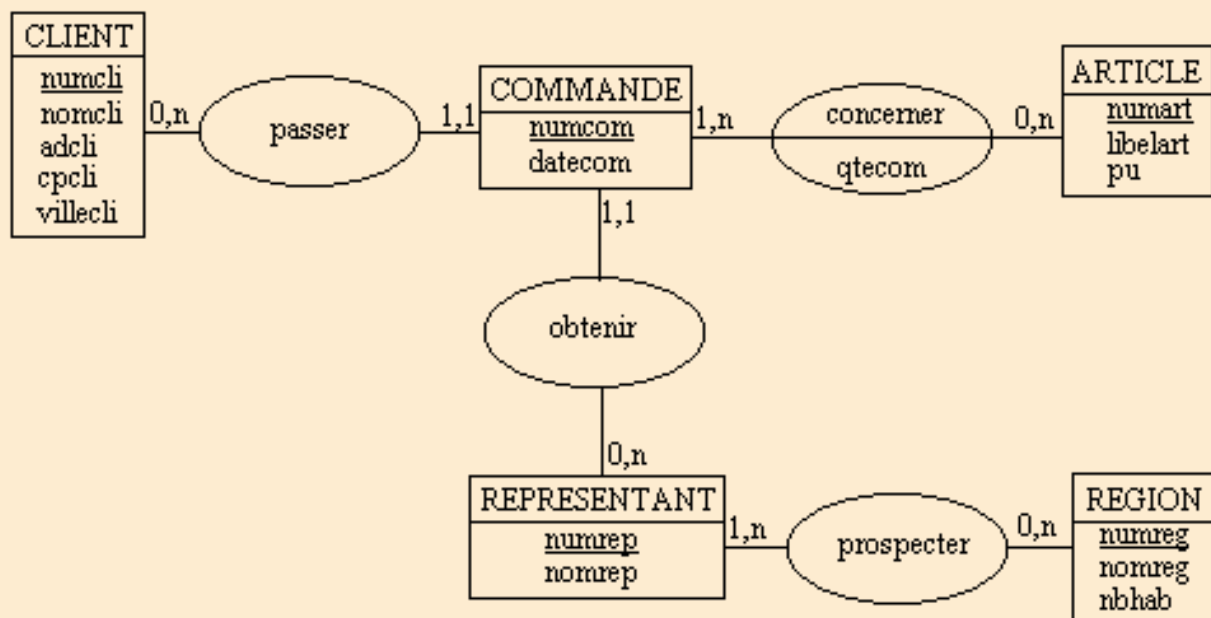 CLIENT
numcli
nomcli
adcli
cpcli
villecli
0,n
passer
1,1
COMMANDE
numcom
datecom
1,n
concerner
qtecom
0,n
ARTICLE
numart
libelart
pu
1,1
obtenir
0,n
REPRESENTANT
numrep
nomrep
1,n
prospecter
0,n
REGION
numreg
nomreg
nbhab